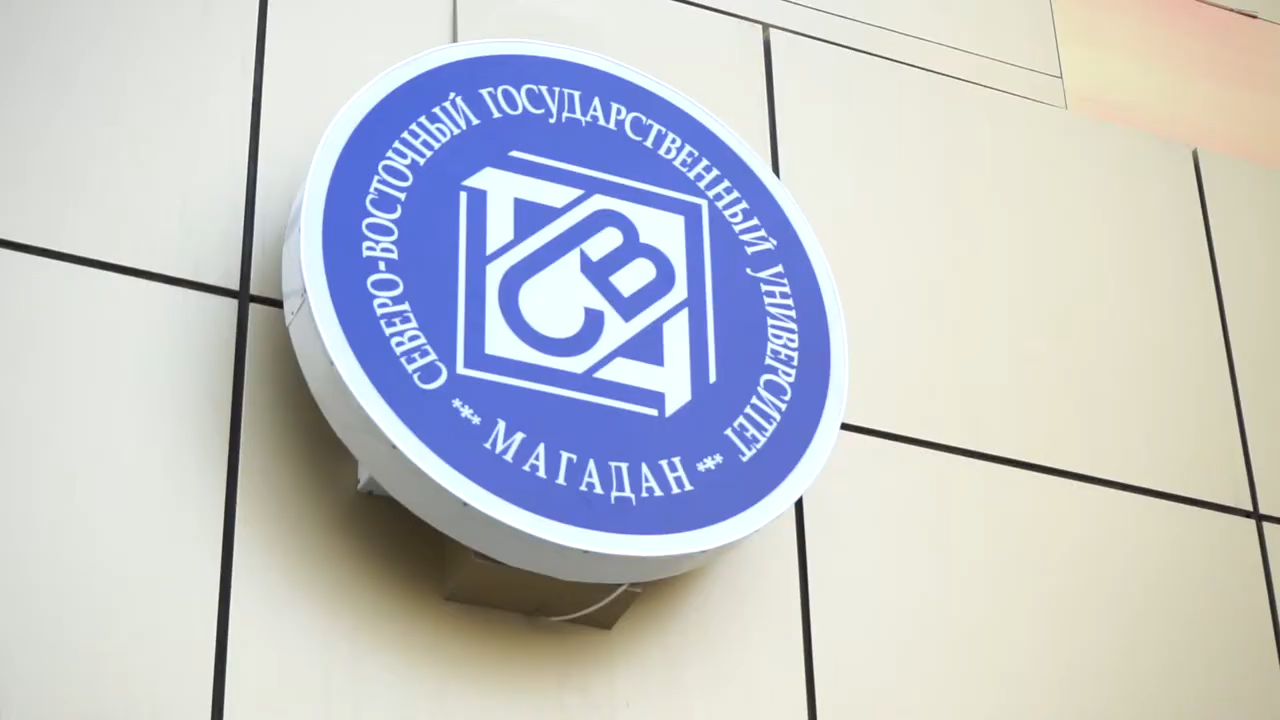 СЕВЕРО-ВОСТОЧНЫЙ ГОСУДАРСТВЕННЫЙ УНИВЕРСИТЕТ
СВ
*** МАГАДАН ***